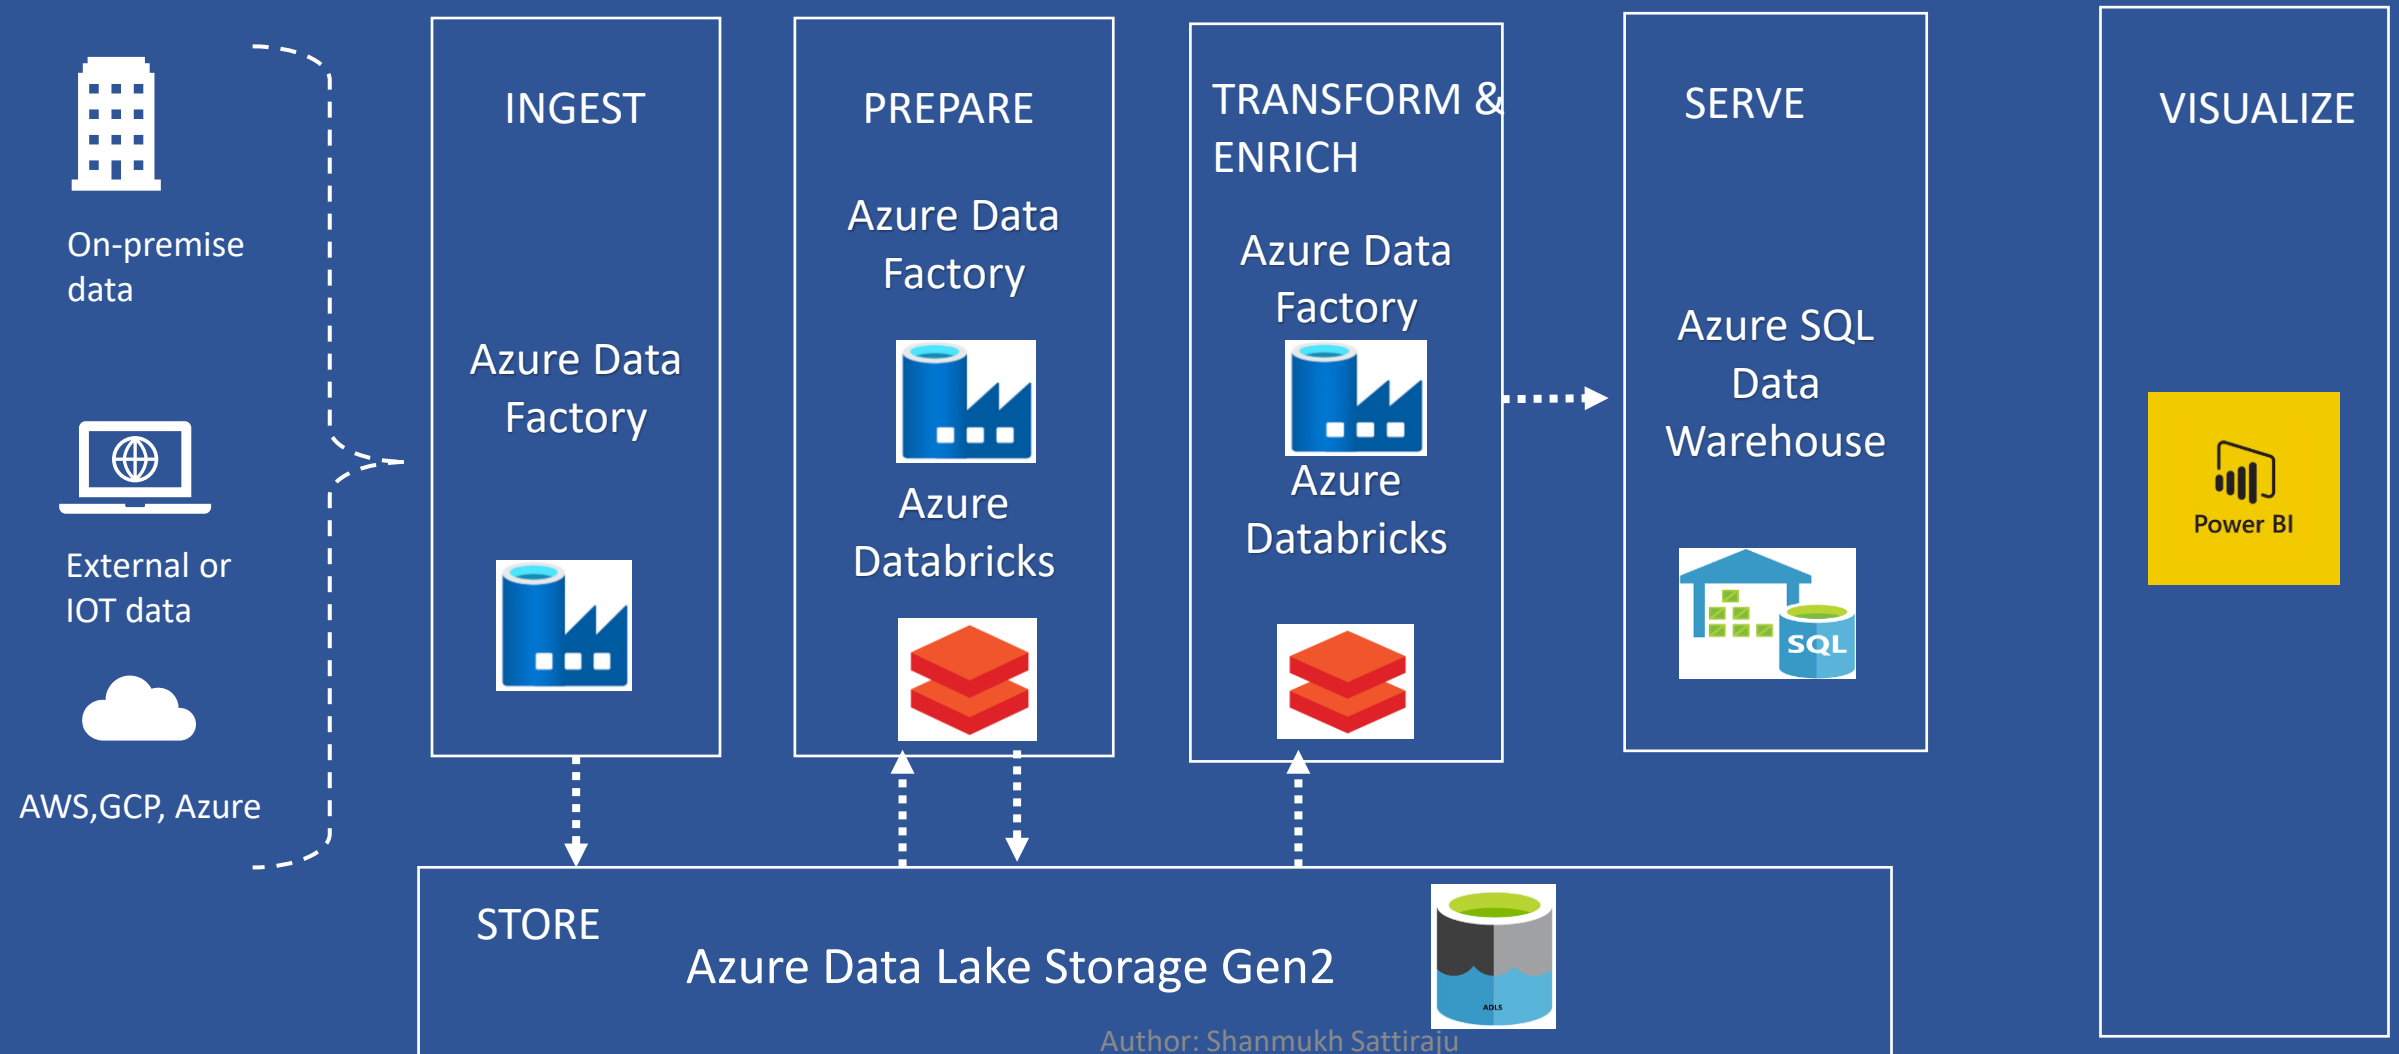 On-premise
data
External or
IOT data
AWS,GCP, Azure
INGEST
Azure Data
Factory
PREPARE
Azure Data
Factory
Azure
Databricks
TRANSFORM &
ENRICH
Azure Data
Factory
Azure
Databricks
SERVE
Azure SQL
Data
Warehouse
SQL
VISUALIZE
Power BI
STORE
Azure Data Lake Storage Gen2
ADLS
Author: Shanmukh Sattiraju